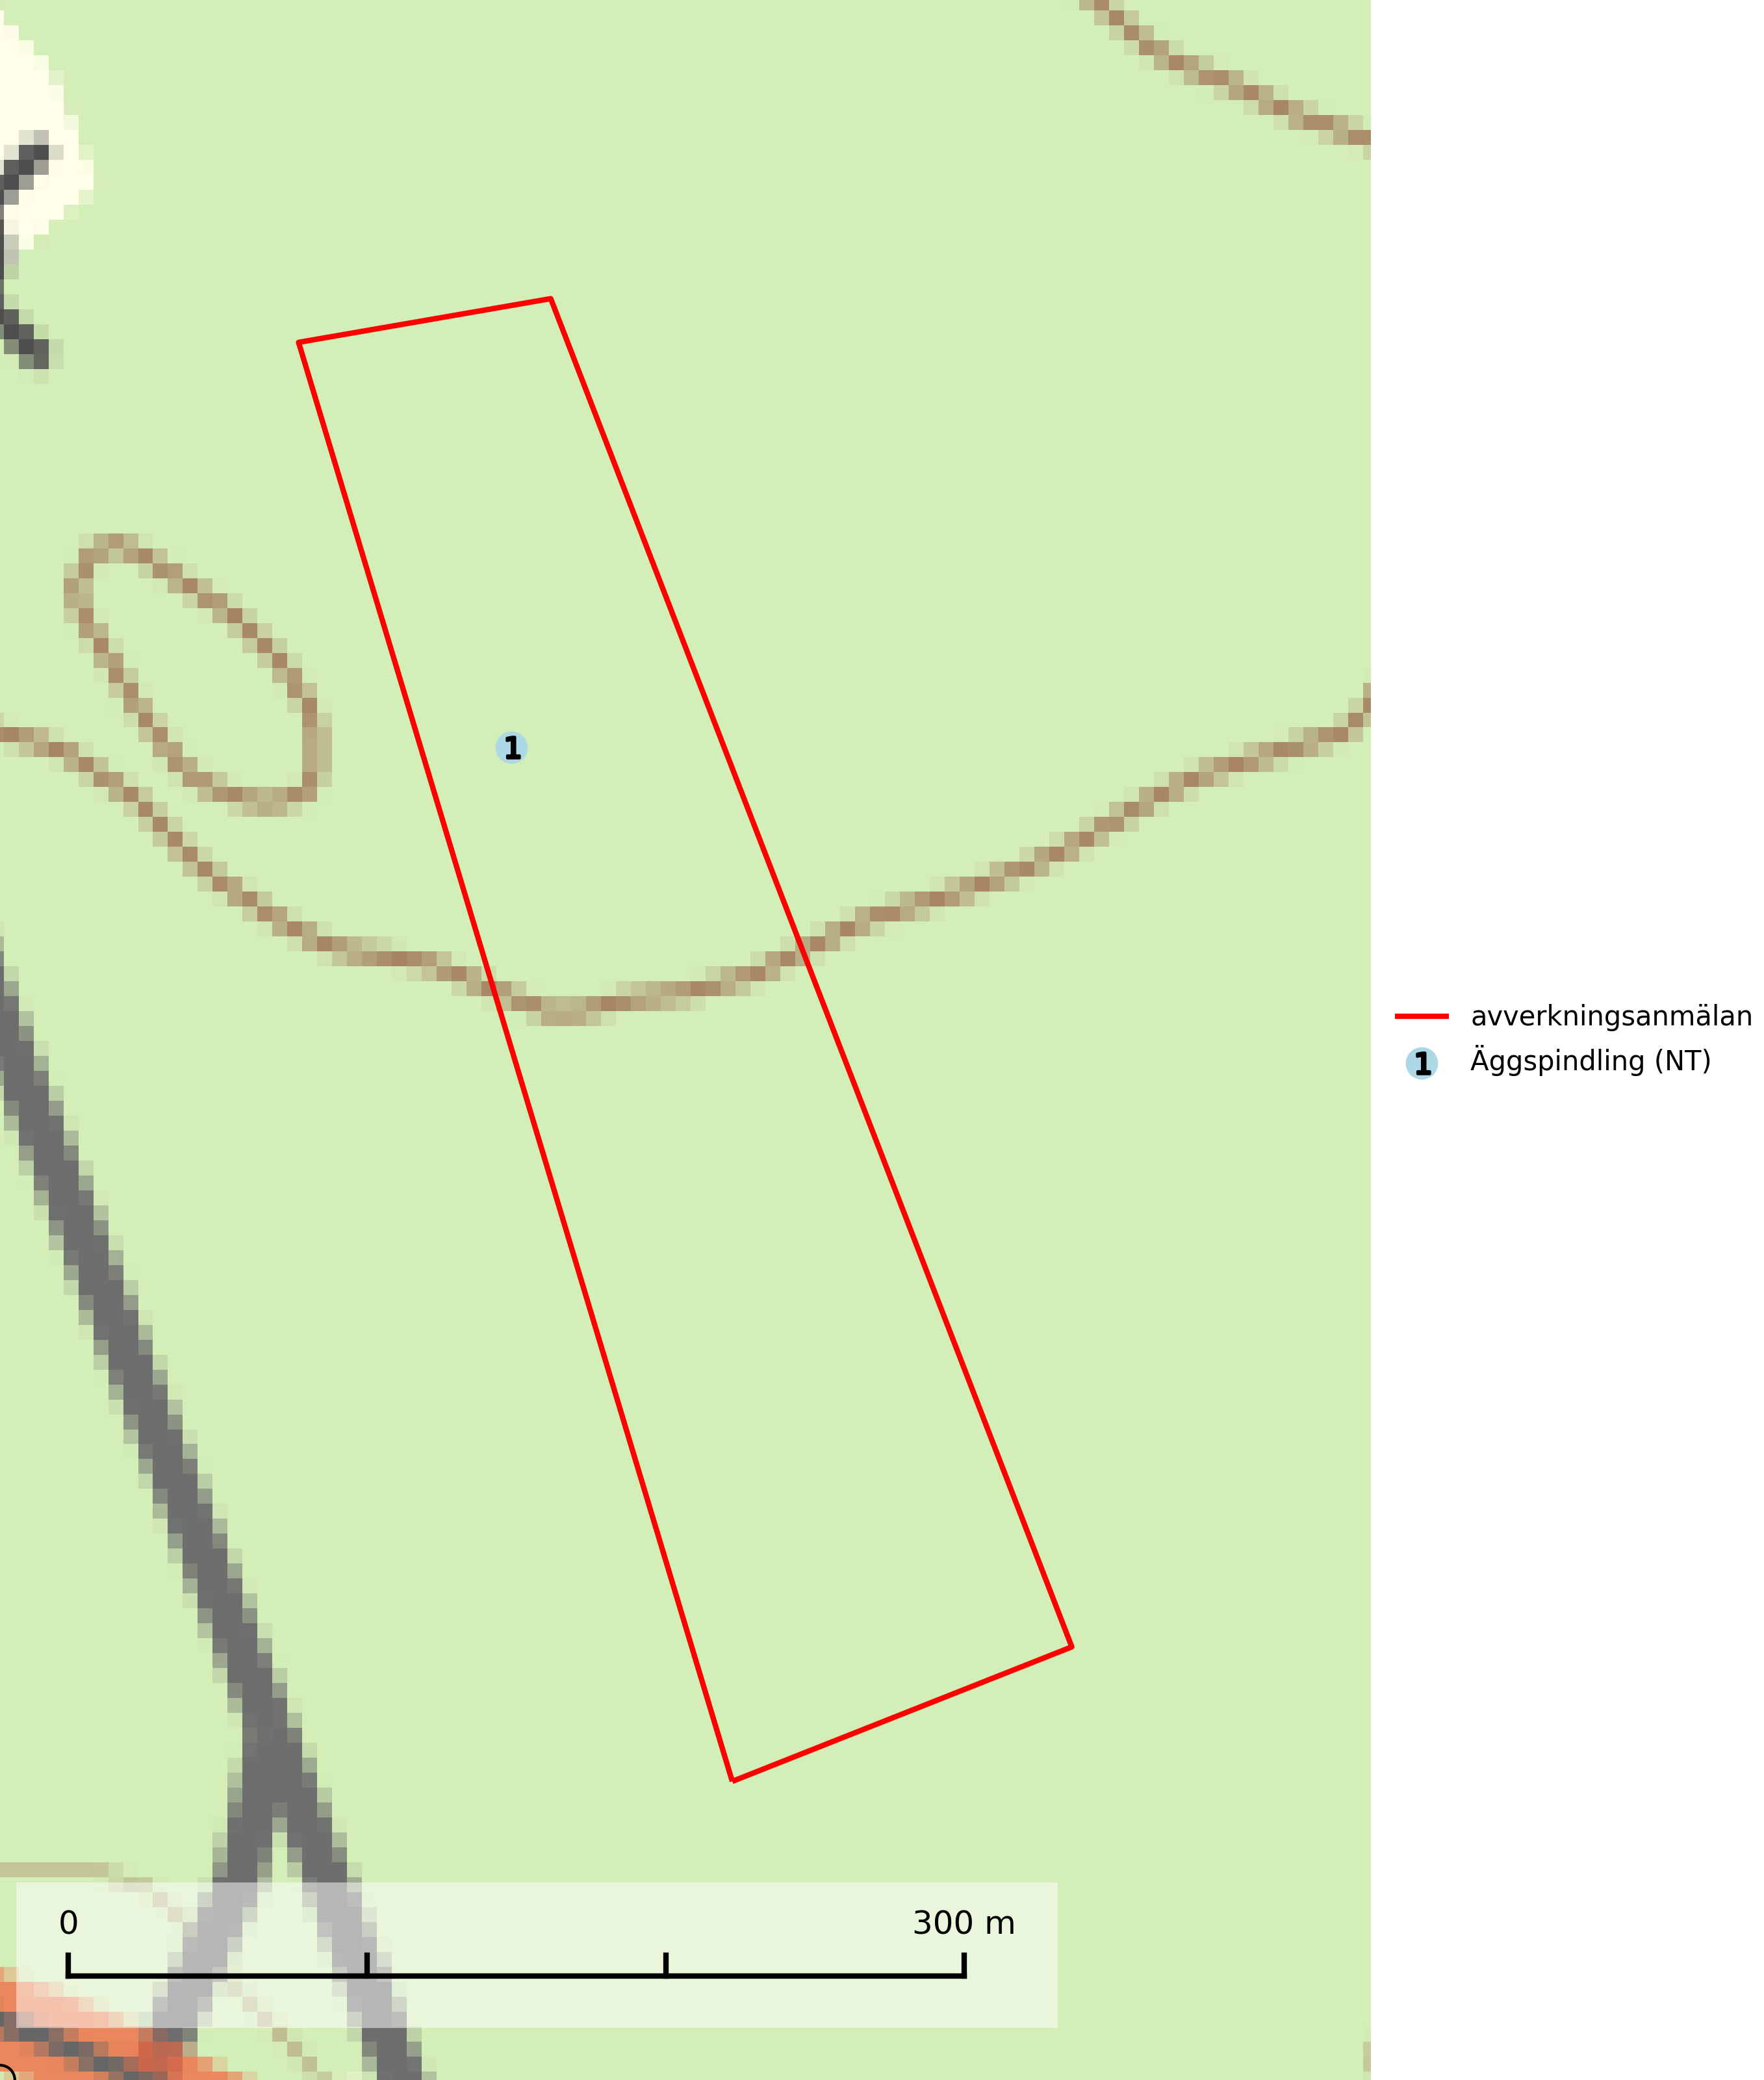 1
avverkningsanmälan
1 Äggspindling (NT)
0 300 m